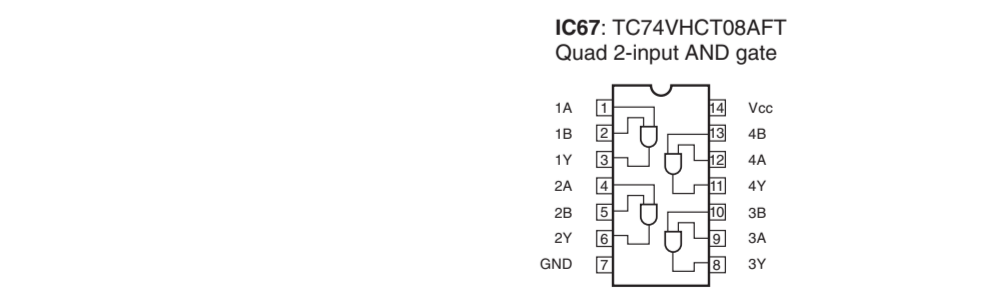 IC67: TC74VHCT08AFT
Quad 2-input AND gate
1A 1 14 Vcc
1B 2 13 4B
1Y 3 12 4A
2A 4 11 4Y
2B 5 10 3B
2Y 6 9 3A
GND 7 8 3Y